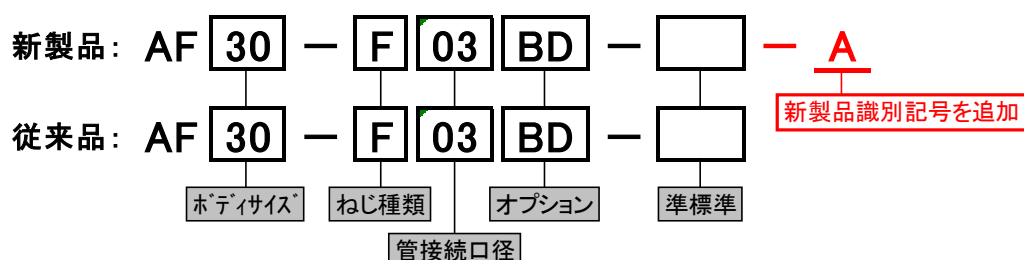 新製品: AF 30 － F 03 BD － － A
新製品識別記号を追加
従来品: AF 30 － F 03 BD －
ﾎﾞﾃﾞｨｻｲｽﾞ ねじ種類 オプション 準標準
管接続口径